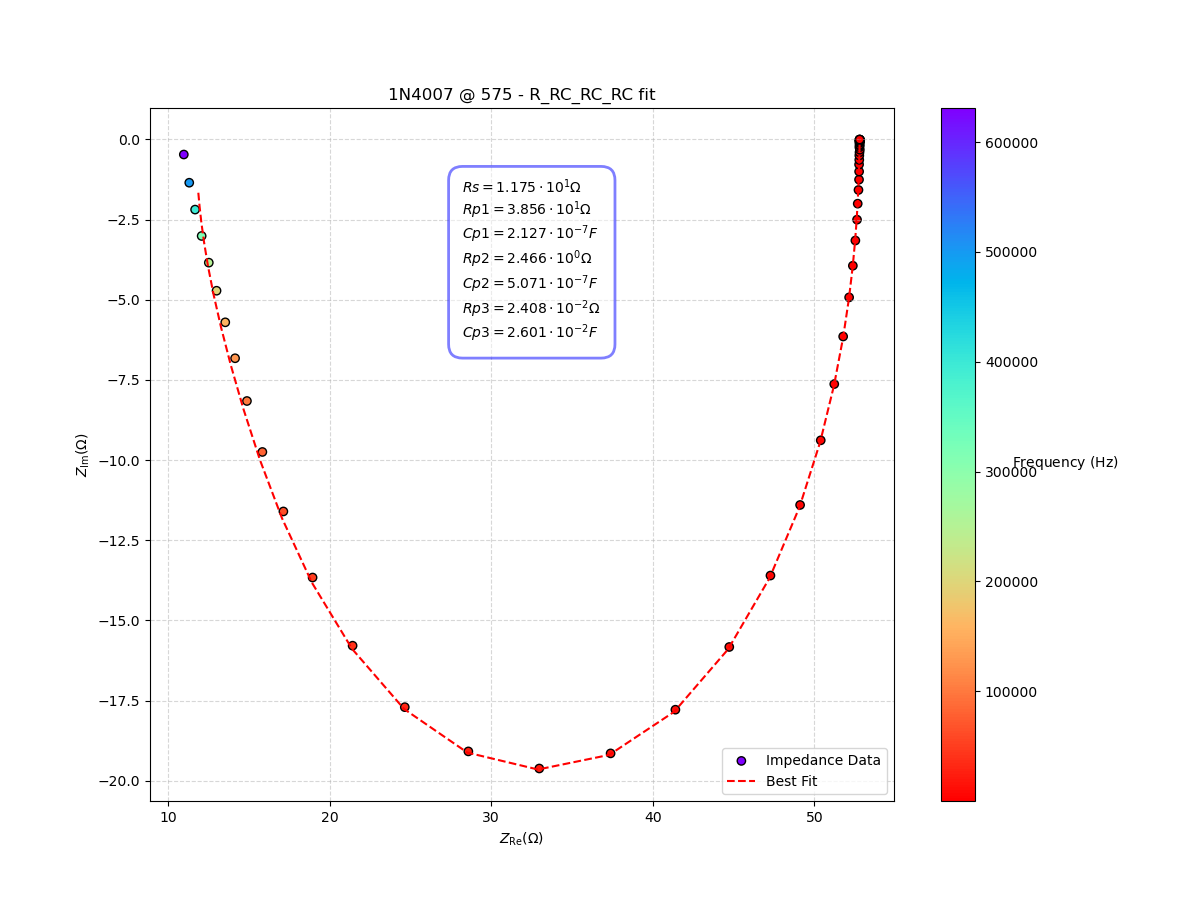 1N4007 @ 575 - R_RC_RC_RC fit
0.0
−2.5
−5.0
−7.5
−10.0
−12.5
−15.0
−17.5
−20.0
Z_Im(Ω)
Rs = 1.175 · 10^1Ω
Rp1 = 3.856 · 10^1Ω
Cp1 = 2.127 · 10^−7F
Rp2 = 2.466 · 10^0Ω
Cp2 = 5.071 · 10^−7F
Rp3 = 2.408 · 10^−2Ω
Cp3 = 2.601 · 10^−2F
Impedance Data
Best Fit
10 20 30 40 50
Z_Re(Ω)
600000
500000
400000
300000
200000
100000
Frequency (Hz)